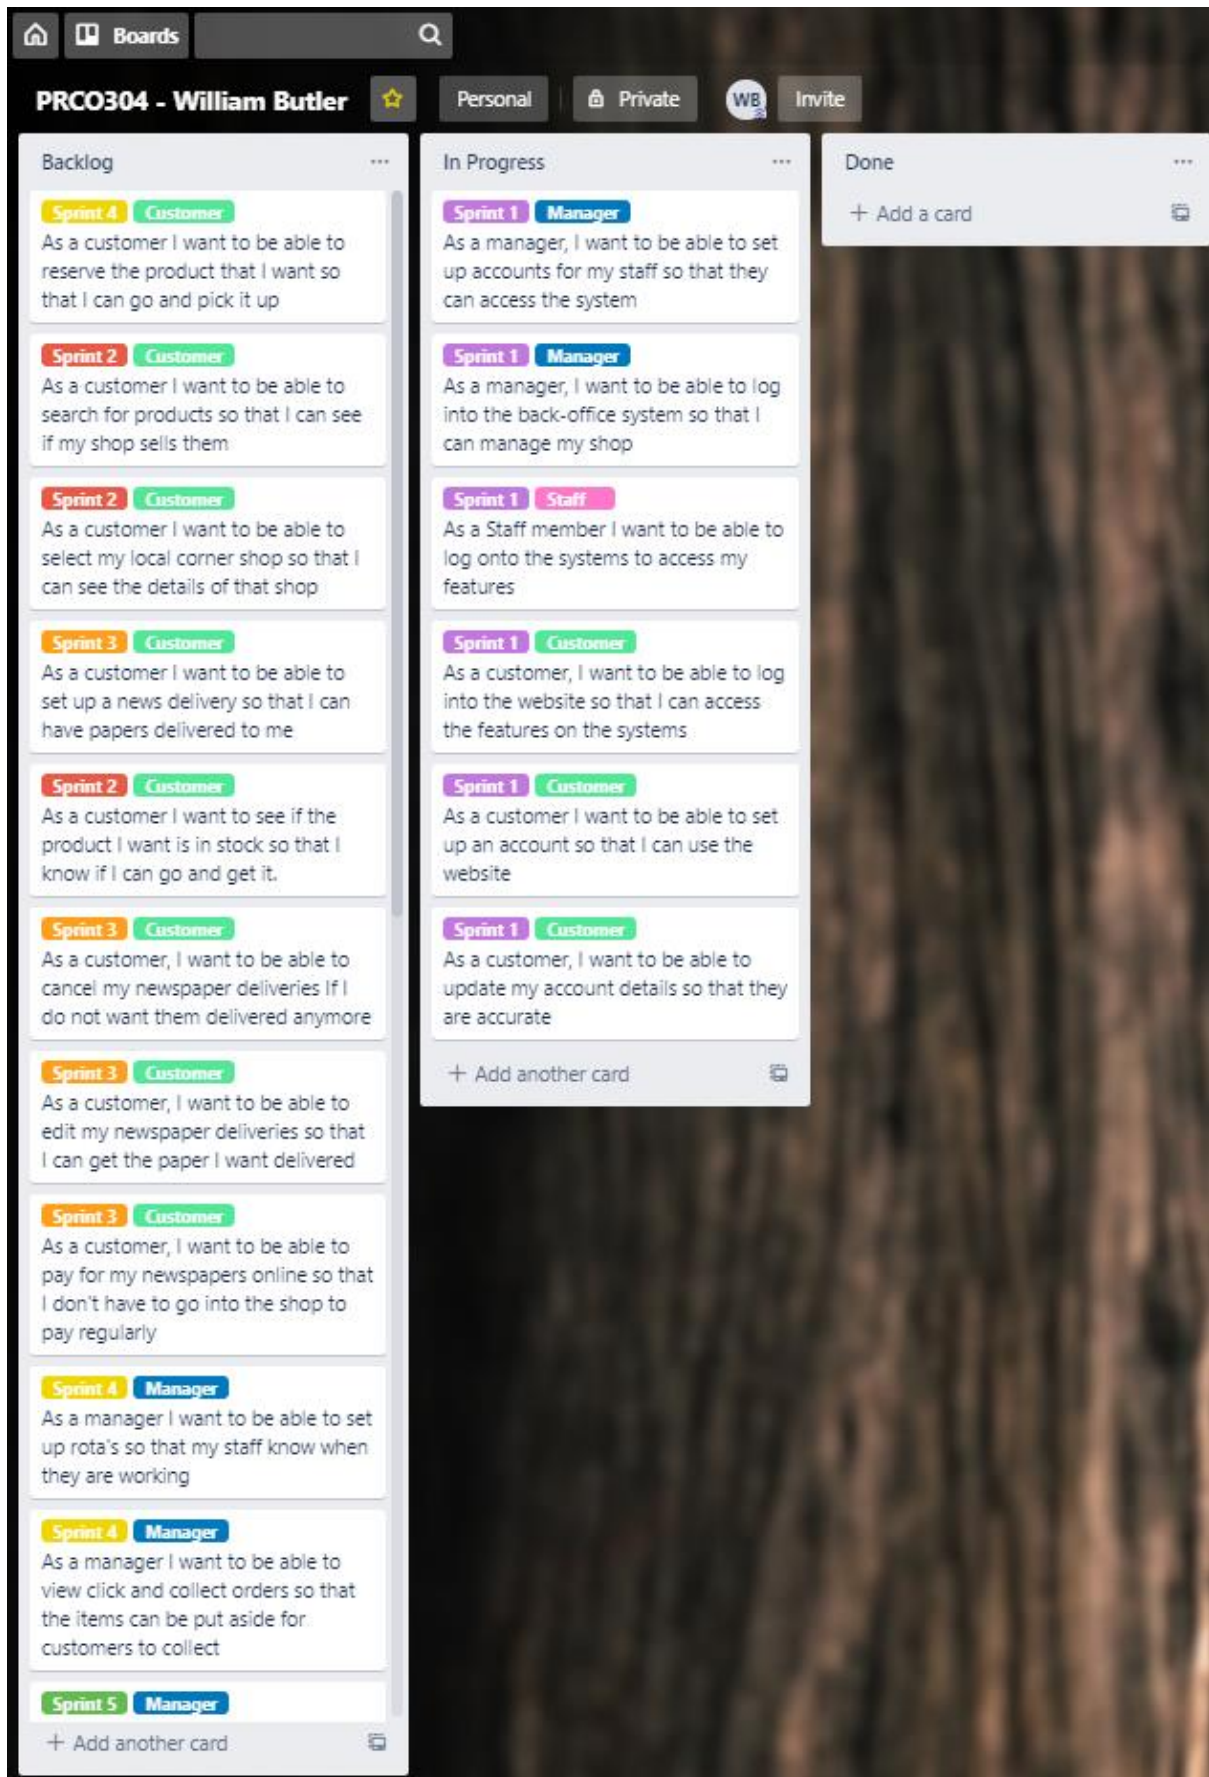 Boards
PRCO304 - William Butler
Personal
Private
WB
Invite
Backlog
Sprint 4 Customer
As a customer I want to be able to
reserve the product that I want so
that I can go and pick it up
Sprint 2 Customer
As a customer I want to be able to
search for products so that I can see
if my shop sells them
Sprint 2 Customer
As a customer I want to be able to
select my local corner shop so that I
can see the details of that shop
Sprint 3 Customer
As a customer I want to be able to
set up a news delivery so that I can
have papers delivered to me
Sprint 2 Customer
As a customer I want to see if the
product I want is in stock so that I
know if I can go and get it.
Sprint 3 Customer
As a customer, I want to be able to
cancel my newspaper deliveries If I
do not want them delivered anymore
Sprint 3 Customer
As a customer, I want to be able to
edit my newspaper deliveries so that
I can get the paper I want delivered
Sprint 3 Customer
As a customer, I want to be able to
pay for my newspapers online so that
I don't have to go into the shop to
pay regularly
Sprint 4 Manager
As a manager I want to be able to set
up rota's so that my staff know when
they are working
Sprint 4 Manager
As a manager I want to be able to
view click and collect orders so that
the items can be put aside for
customers to collect
Sprint 5 Manager
+ Add another card
In Progress
Sprint 1 Manager
As a manager, I want to be able to set
up accounts for my staff so that they
can access the system
Sprint 1 Manager
As a manager, I want to be able to log
into the back-office system so that I
can manage my shop
Sprint 1 Staff
As a Staff member I want to be able to
log onto the systems to access my
features
Sprint 1 Customer
As a customer, I want to be able to log
into the website so that I can access
the features on the systems
Sprint 1 Customer
As a customer I want to be able to set
up an account so that I can use the
website
Sprint 1 Customer
As a customer, I want to be able to
update my account details so that they
are accurate
+ Add another card
Done
+ Add a card